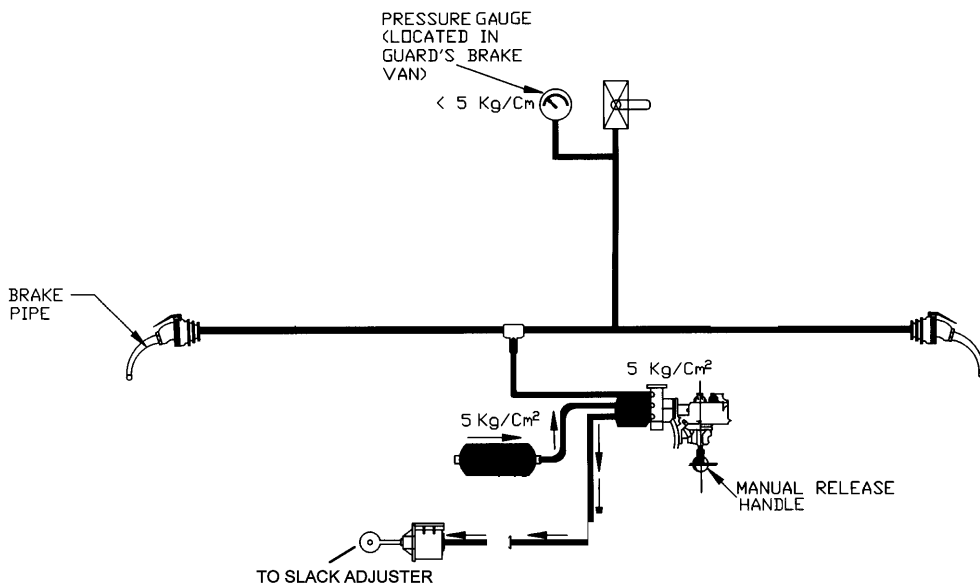 PRESSURE GAUGE
(LOCATED IN
GUARD'S BRAKE
VAN)
< 5 Kg/Cm
BRAKE
PIPE
5 Kg/Cm²
5 Kg/Cm²
MANUAL RELEASE
HANDLE
TO SLACK ADJUSTER